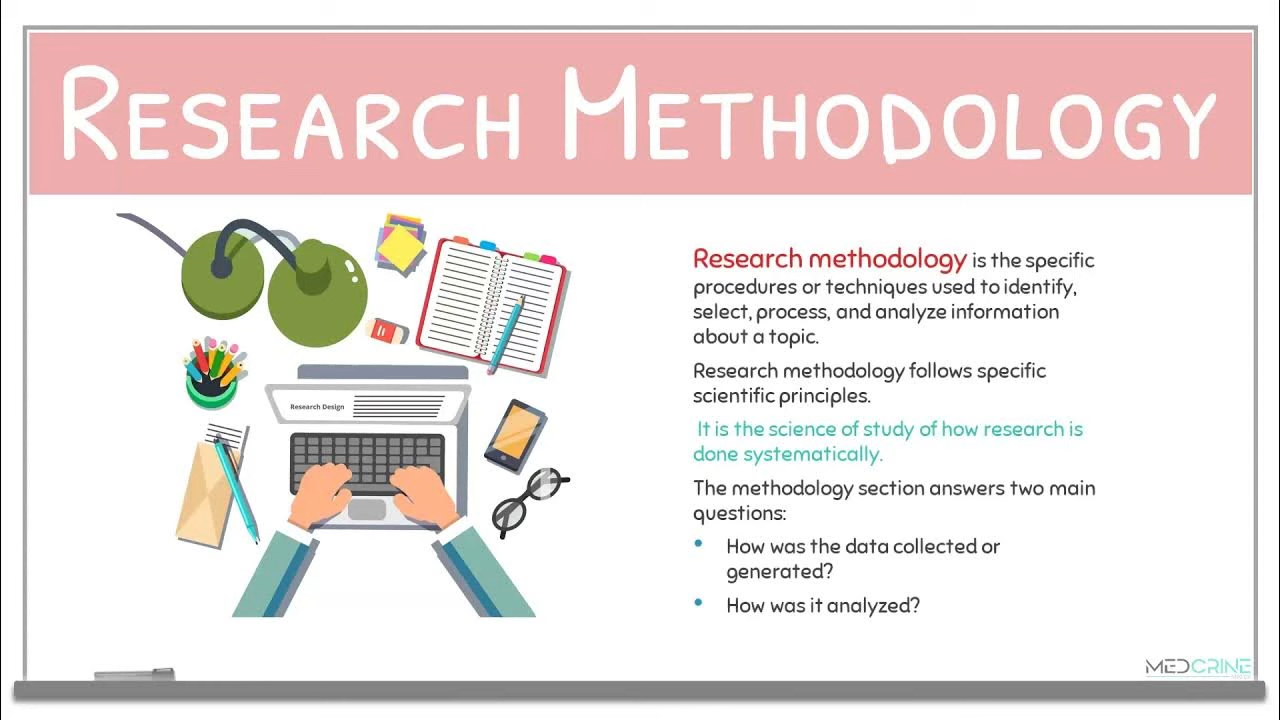 RESEARCH METHODOLOGY
Research Design
Research methodology is the specific
procedures or techniques used to identify,
select, process, and analyze information
about a topic.
Research methodology follows specific
scientific principles.
It is the science of study of how research is
done systematically.
The methodology section answers two main
questions:
• How was the data collected or
generated?
• How was it analyzed?
MEDCRINE